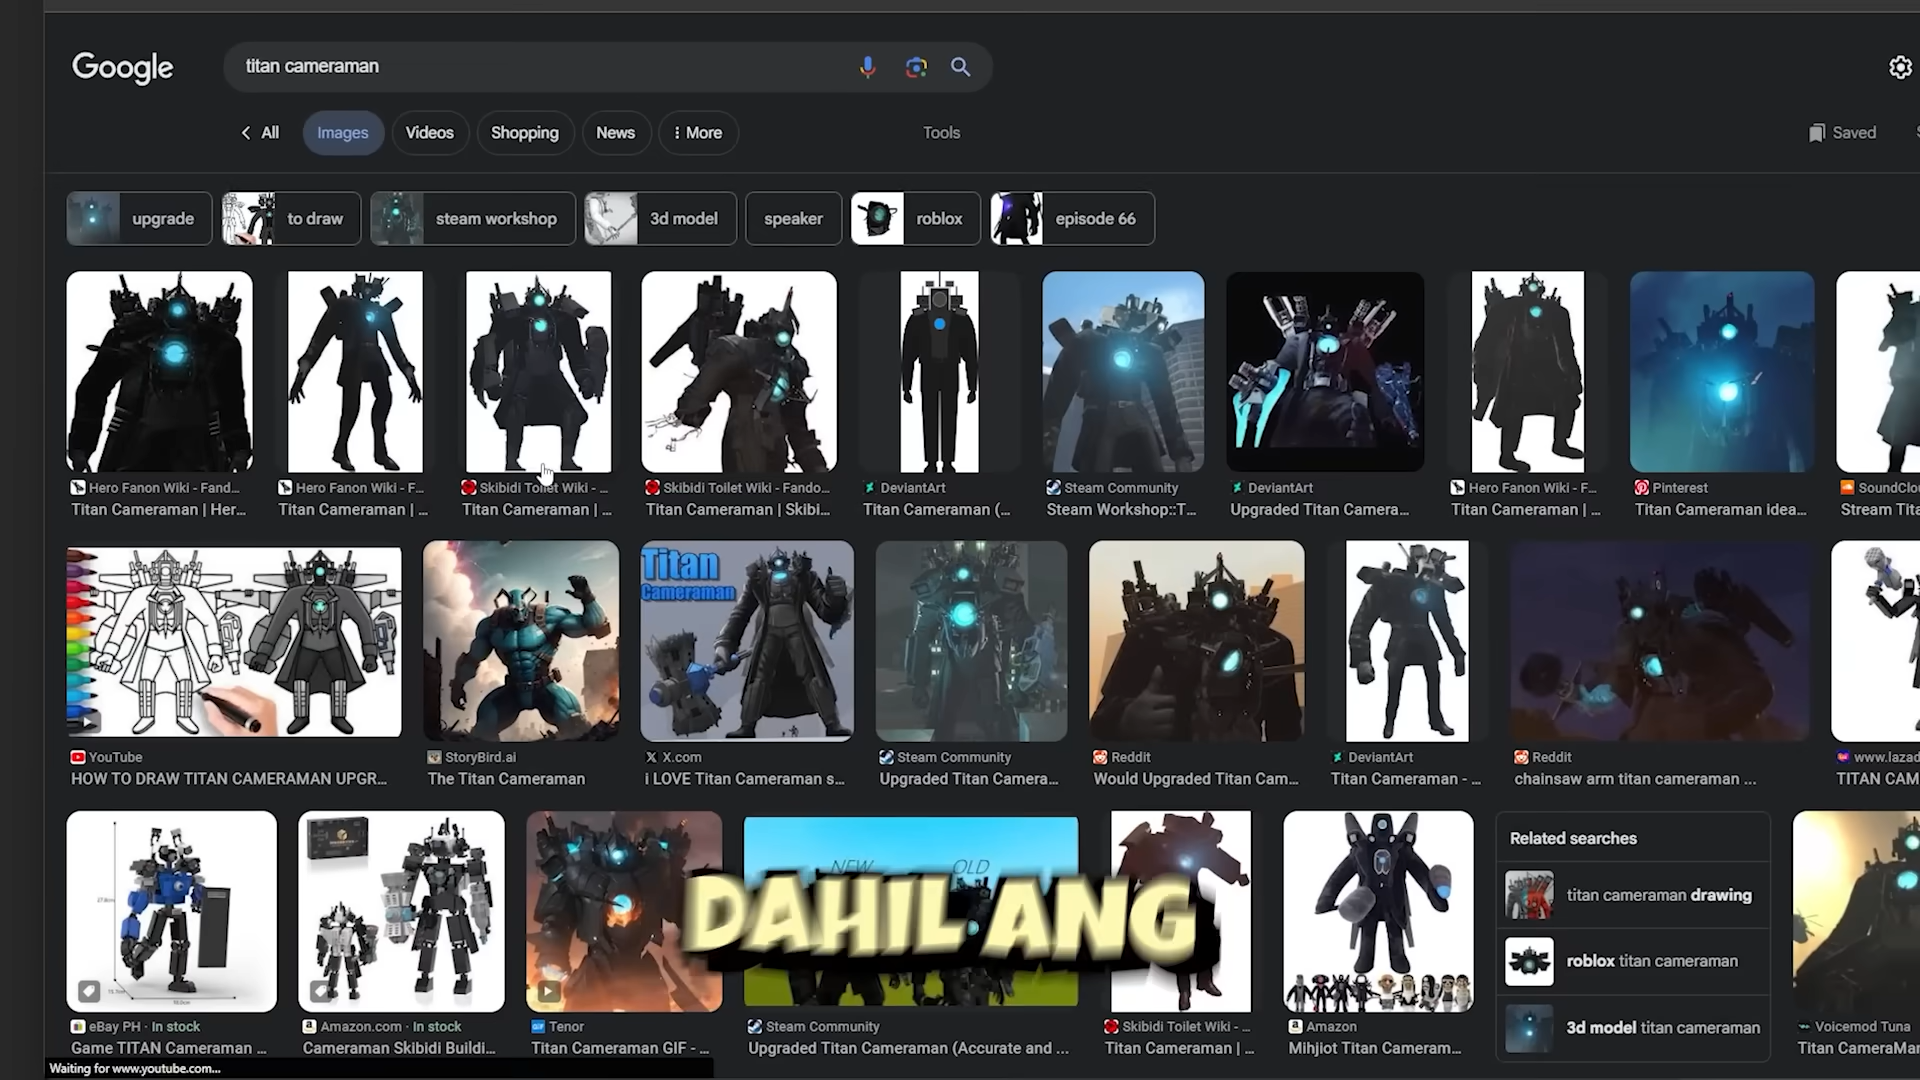 Google
titan cameraman
All Images Videos Shopping News More Tools Saved
upgrade to draw steam workshop 3d model speaker roblox episode 66
Hero Fanon Wiki - Fand...
Titan Cameraman | Her...
Hero Fanon Wiki - F...
Titan Cameraman | ...
Skibidi Toilet Wiki - ...
Titan Cameraman | ...
Skibidi Toilet Wiki - Fando...
Titan Cameraman | Skibi...
DeviantArt
Titan Cameraman (...
Steam Community
Steam Workshop::T...
DeviantArt
Upgraded Titan Camera...
Hero Fanon Wiki - F...
Titan Cameraman | ...
Pinterest
Titan Cameraman idea...
SoundClou
Stream Tita
Titan
Cameraman
YouTube
HOW TO DRAW TITAN CAMERAMAN UPGR...
StoryBird.ai
The Titan Cameraman
X.com
i LOVE Titan Cameraman s...
Steam Community
Upgraded Titan Camera...
Reddit
Would Upgraded Titan Cam...
DeviantArt
Titan Cameraman - ...
Reddit
chainsaw arm titan cameraman ...
www.lazad
TITAN CAM
NEW OLD
DAHIL ANG
eBay PH · In stock
Game TITAN Cameraman ...
Amazon.com · In stock
Cameraman Skibidi Buildi...
GIF Tenor
Titan Cameraman GIF - ...
Steam Community
Upgraded Titan Cameraman (Accurate and ...
Skibidi Toilet Wiki - ...
Titan Cameraman | ...
Amazon
Mihjiot Titan Cameram...
Related searches
titan cameraman drawing
roblox titan cameraman
3d model titan cameraman
Voicemod Tuna
Titan CameraMan
Waiting for www.youtube.com...